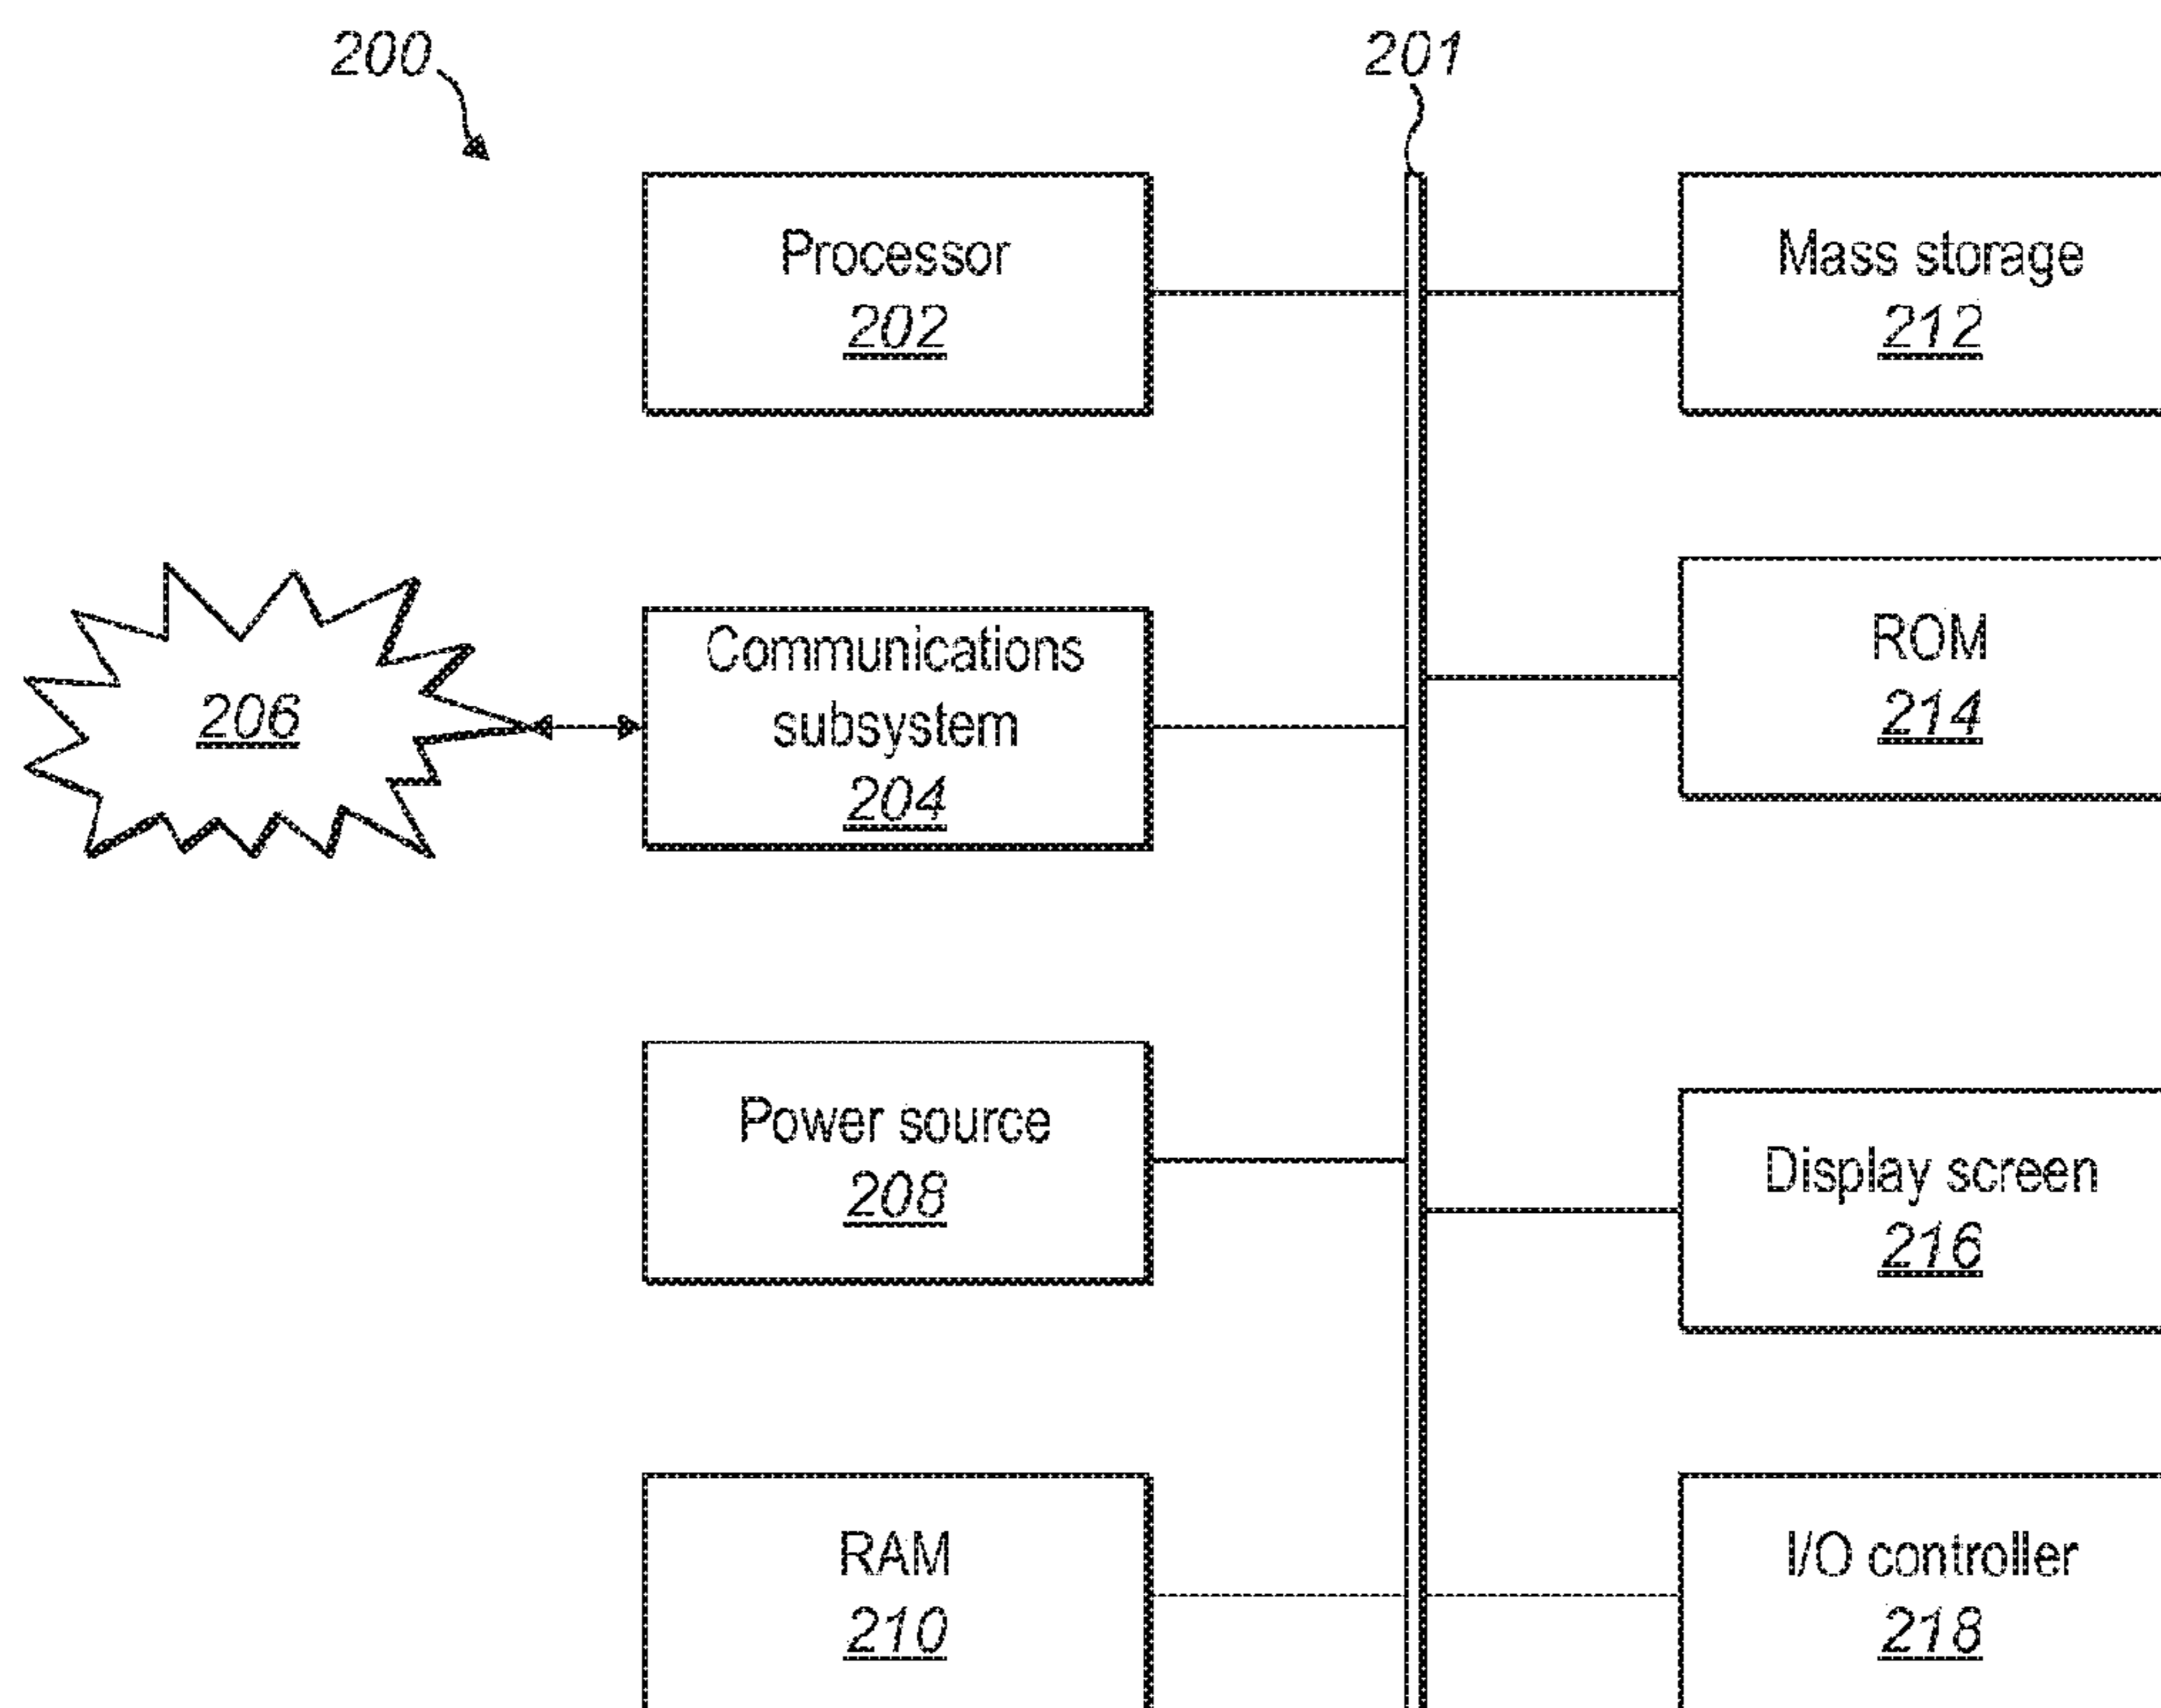 200
201
Processor
202
Mass storage
212
206
Communications
subsystem
204
ROM
214
Power source
208
Display screen
216
RAM
210
I/O controller
218